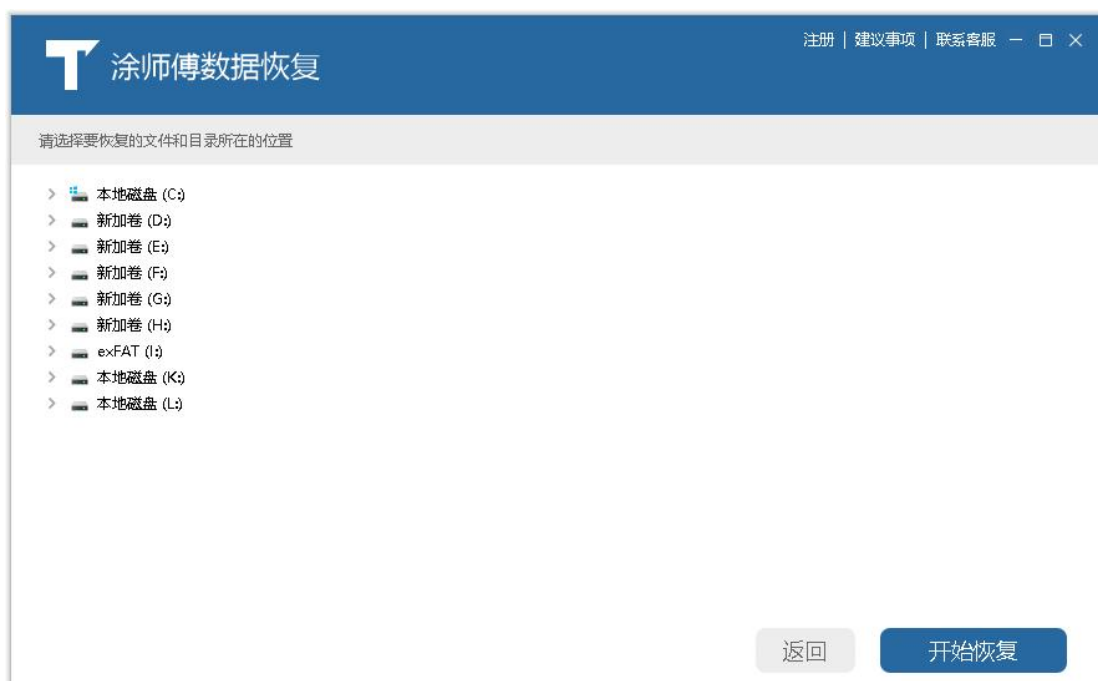 涂师傅数据恢复
注册 | 建议事项 | 联系客服
请选择要恢复的文件和目录所在的位置
本地磁盘 (C:)
新加卷 (D:)
新加卷 (E:)
新加卷 (F:)
新加卷 (G:)
新加卷 (H:)
exFAT (I:)
本地磁盘 (K:)
本地磁盘 (L:)
返回
开始恢复